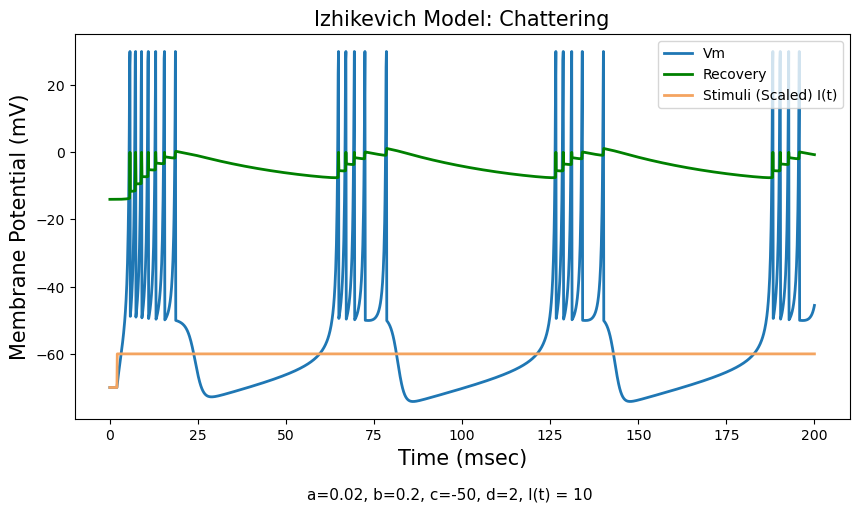 Izhikevich Model: Chattering
Vm
Recovery
Stimuli (Scaled) I(t)
Membrane Potential (mV)
20
0
−20
−40
−60
0 25 50 75 100 125 150 175 200
Time (msec)
a=0.02, b=0.2, c=-50, d=2, I(t) = 10